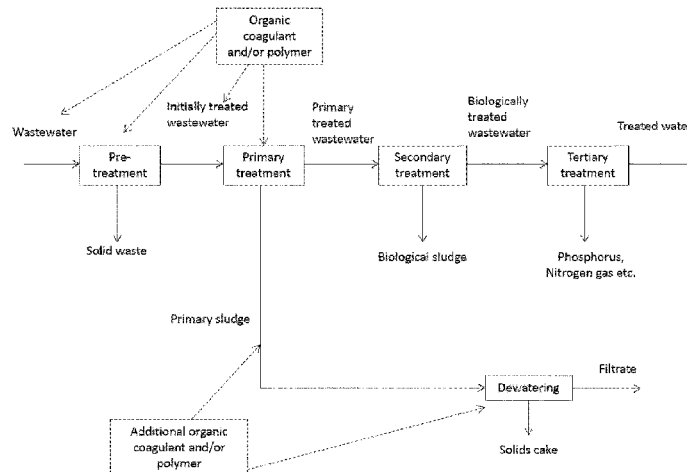 Organic
coagulant
and/or polymer
Initially treated
wastewater
Primary
treated
wastewater
Biologically
treated
wastewater
Treated wate
Wastewater
Pre-
treatment
Primary
treatment
Secondary
treatment
Tertiary
treatment
Solid waste
Biological sludge
Phosphorus,
Nitrogen gas etc.
Primary sludge
Filtrate
Dewatering
Additional organic
coagulant and/or
polymer
Solids cake